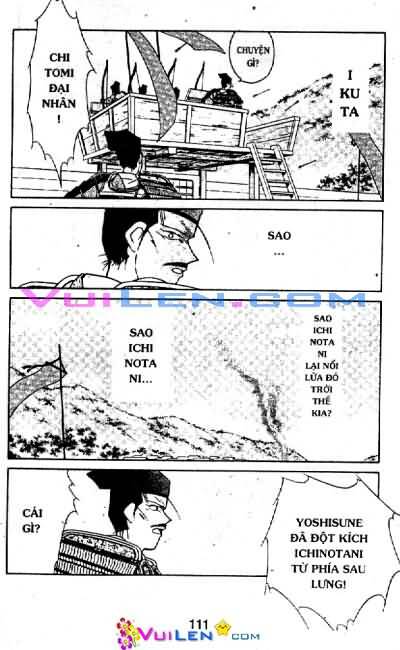 CHI
TOMI
ĐẠI
NHÂN
!
CHUYỆN
GÌ?
I
KU
TA
SAO
...
VUILEN.COM
SAO
ICHI
NOTA
NI...
SAO
ICHI
NOTA
NI
LẠI NỔI
LỬA ĐỎ
TRỜI
THẾ
KIA?
CÁI
GÌ?
YOSHISUNE
ĐÃ ĐỘT KÍCH
ICHINOTANI
TỪ PHÍA SAU
LƯNG!
111
VUILEN.COM